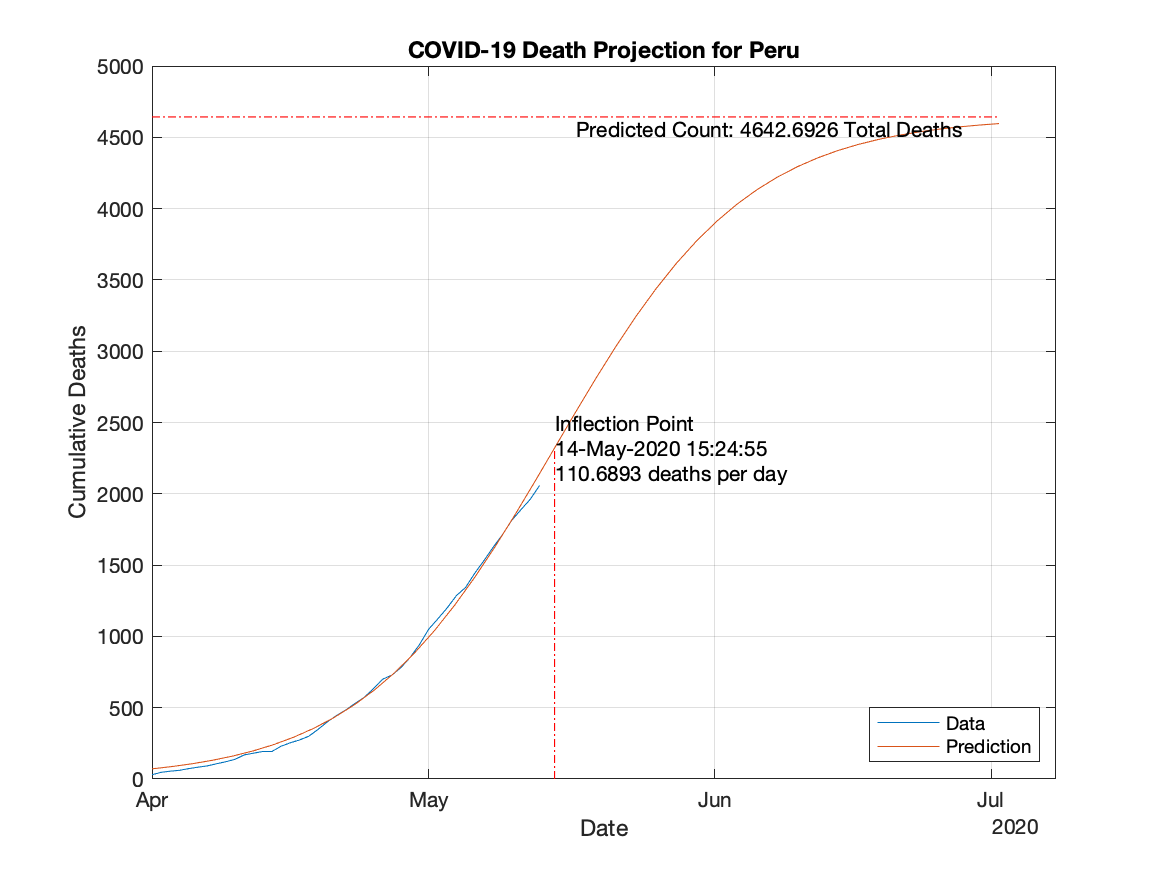 COVID-19 Death Projection for Peru
5000
4500
4000
3500
3000
2500
2000
1500
1000
500
0
Cumulative Deaths
Predicted Count: 4642.6926 Total Deaths
Inflection Point
14-May-2020 15:24:55
110.6893 deaths per day
Data
Prediction
Apr May Jun Jul
Date
2020